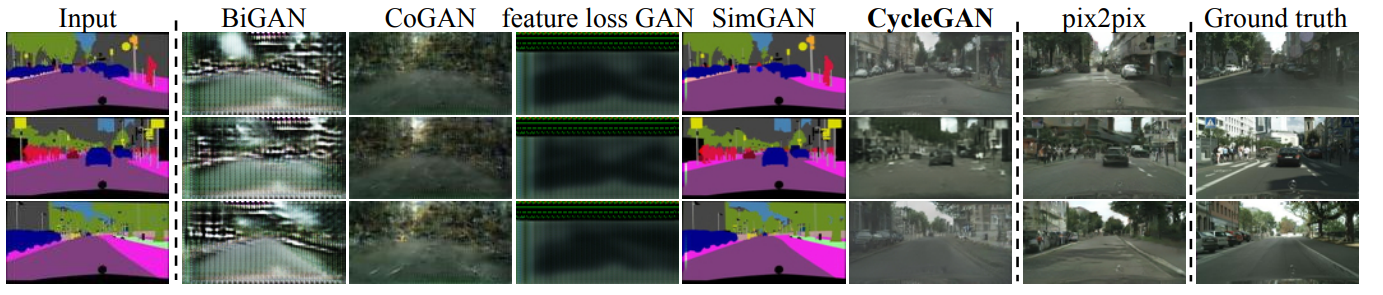 Input BiGAN CoGAN feature loss GAN SimGAN CycleGAN pix2pix Ground truth